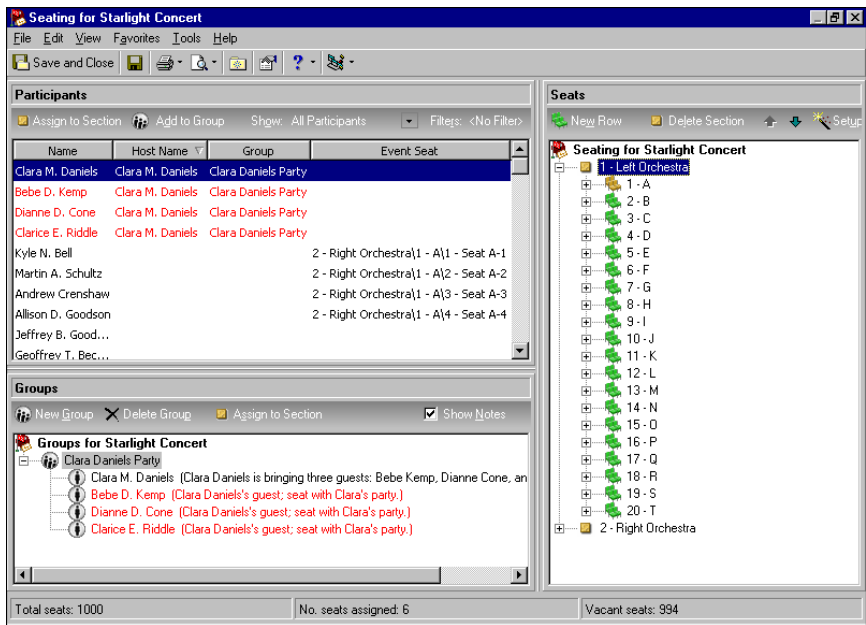 Seating for Starlight Concert
File Edit View Favorites Tools Help
Save and Close
Participants
Assign to Section Add to Group Show: All Participants Filters: <No Filter>
Name Host Name Group Event Seat
Clara M. Daniels Clara M. Daniels Clara Daniels Party
Bebe D. Kemp Clara M. Daniels Clara Daniels Party
Dianne D. Cone Clara M. Daniels Clara Daniels Party
Clarice E. Riddle Clara M. Daniels Clara Daniels Party
Kyle N. Bell 2 - Right Orchestra\1 - A\1 - Seat A-1
Martin A. Schultz 2 - Right Orchestra\1 - A\2 - Seat A-2
Andrew Crenshaw 2 - Right Orchestra\1 - A\3 - Seat A-3
Allison D. Goodson 2 - Right Orchestra\1 - A\4 - Seat A-4
Jeffrey B. Good...
Geoffrey T. Bec...
Groups
New Group Delete Group Assign to Section Show Notes
Groups for Starlight Concert
Clara Daniels Party
Clara M. Daniels (Clara Daniels is bringing three guests: Bebe Kemp, Dianne Cone, an
Bebe D. Kemp (Clara Daniels's guest; seat with Clara's party.)
Dianne D. Cone (Clara Daniels's guest; seat with Clara's party.)
Clarice E. Riddle (Clara Daniels's guest; seat with Clara's party.)
Seats
New Row Delete Section Setup
Seating for Starlight Concert
1 - Left Orchestra
1 - A
2 - B
3 - C
4 - D
5 - E
6 - F
7 - G
8 - H
9 - I
10 - J
11 - K
12 - L
13 - M
14 - N
15 - O
16 - P
17 - Q
18 - R
19 - S
20 - T
2 - Right Orchestra
Total seats: 1000 No. seats assigned: 6 Vacant seats: 994